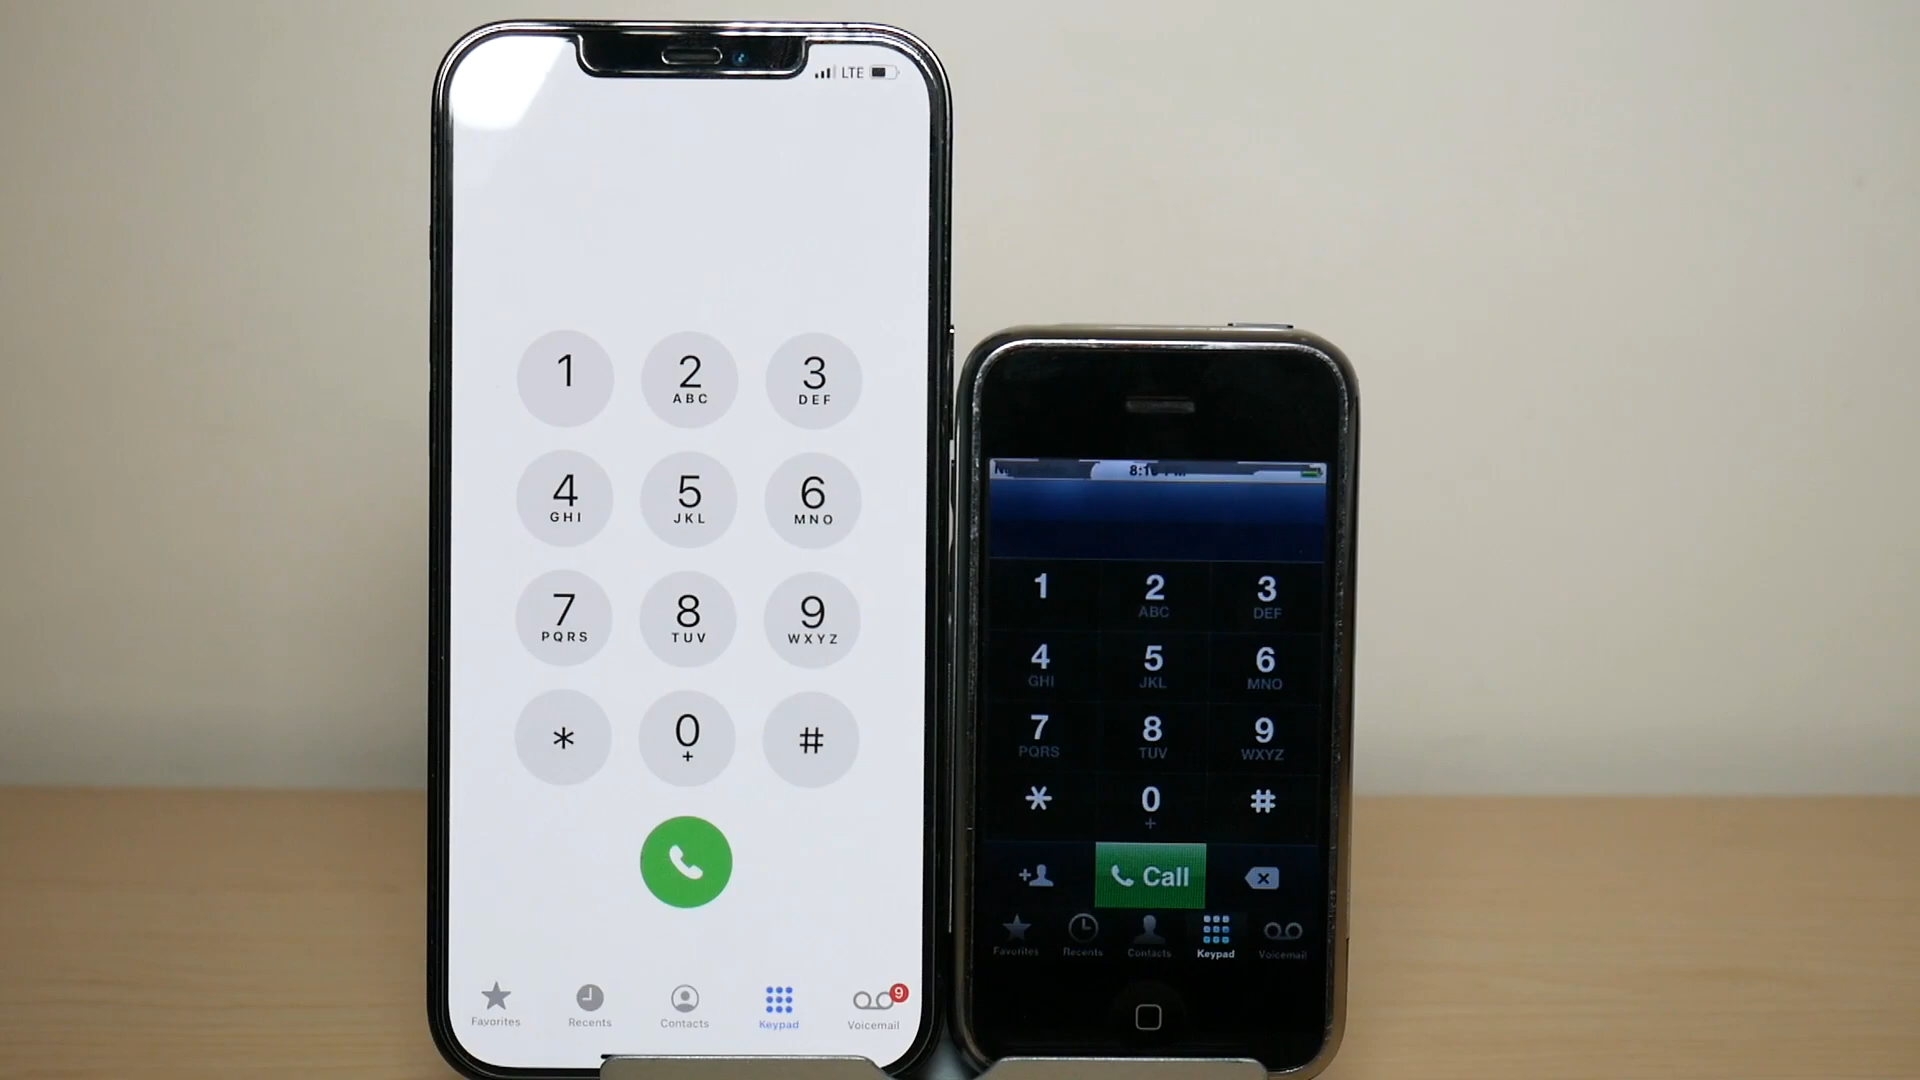 LTE
1 2 3
ABC DEF
4 5 6
GHI JKL MNO
7 8 9
PQRS TUV WXYZ
* 0 #
+
Favorites Recents Contacts Keypad Voicemail 9
1 2 3
ABC DEF
4 5 6
GHI JKL MNO
7 8 9
PQRS TUV WXYZ
* 0 #
+
Call
Favorites Recents Contacts Keypad Voicemail